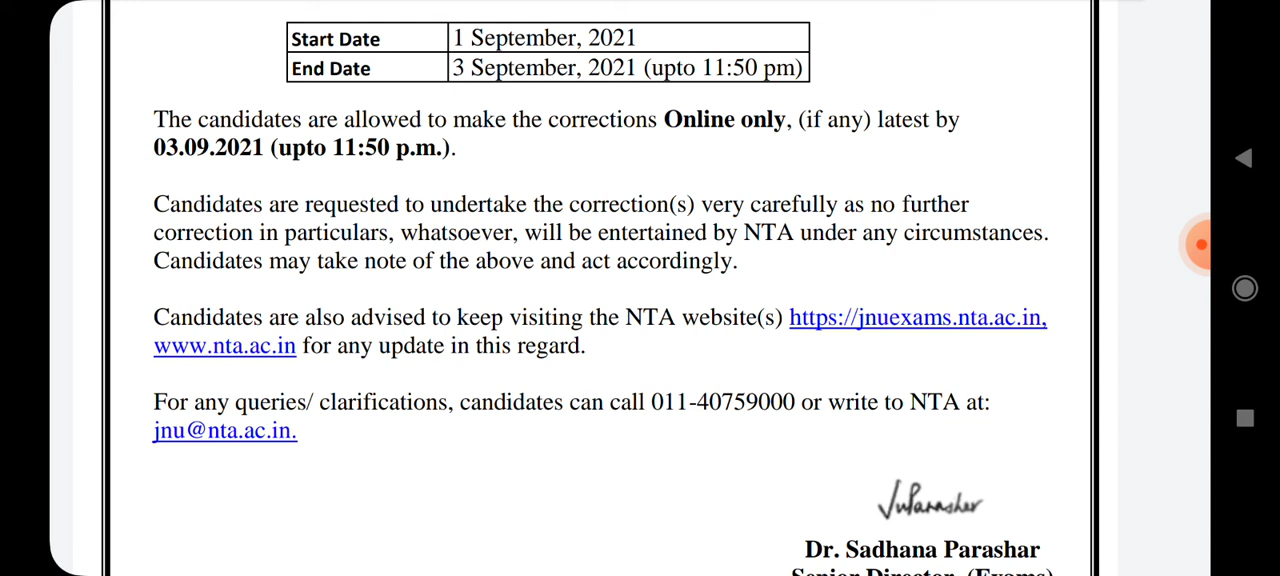 Start Date 1 September, 2021
End Date 3 September, 2021 (upto 11:50 pm)
The candidates are allowed to make the corrections Online only, (if any) latest by
03.09.2021 (upto 11:50 p.m.).
Candidates are requested to undertake the correction(s) very carefully as no further
correction in particulars, whatsoever, will be entertained by NTA under any circumstances.
Candidates may take note of the above and act accordingly.
Candidates are also advised to keep visiting the NTA website(s) https://jnuexams.nta.ac.in,
www.nta.ac.in for any update in this regard.
For any queries/ clarifications, candidates can call 011-40759000 or write to NTA at:
jnu@nta.ac.in.
Dr. Sadhana Parashar
Senior Director, (Exams)